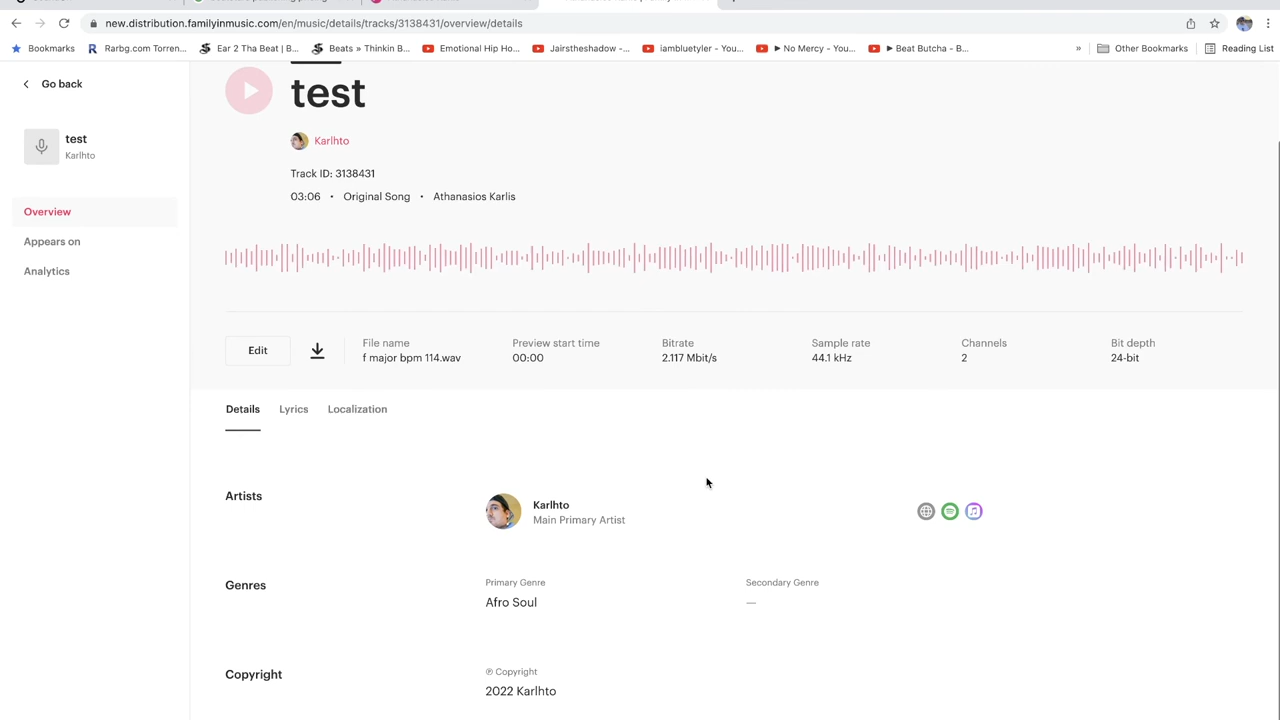 new.distribution.familyinmusic.com/en/music/details/tracks/3138431/overview/details
Bookmarks
Rarbg.com Torren...
Ear 2 Tha Beat | B...
Beats » Thinkin B...
Emotional Hip Ho...
Jairstheshadow -...
iambluetyler - You...
► No Mercy - You...
► Beat Butcha - B...
»
Other Bookmarks
Reading List
Go back
test
Karlhto
Overview
Appears on
Analytics
test
Karlhto
Track ID: 3138431
03:06 • Original Song • Athanasios Karlis
Edit
File name
f major bpm 114.wav
Preview start time
00:00
Bitrate
2.117 Mbit/s
Sample rate
44.1 kHz
Channels
2
Bit depth
24-bit
Details
Lyrics
Localization
Artists
Karlhto
Main Primary Artist
Genres
Primary Genre
Afro Soul
Secondary Genre
—
Copyright
℗ Copyright
2022 Karlhto